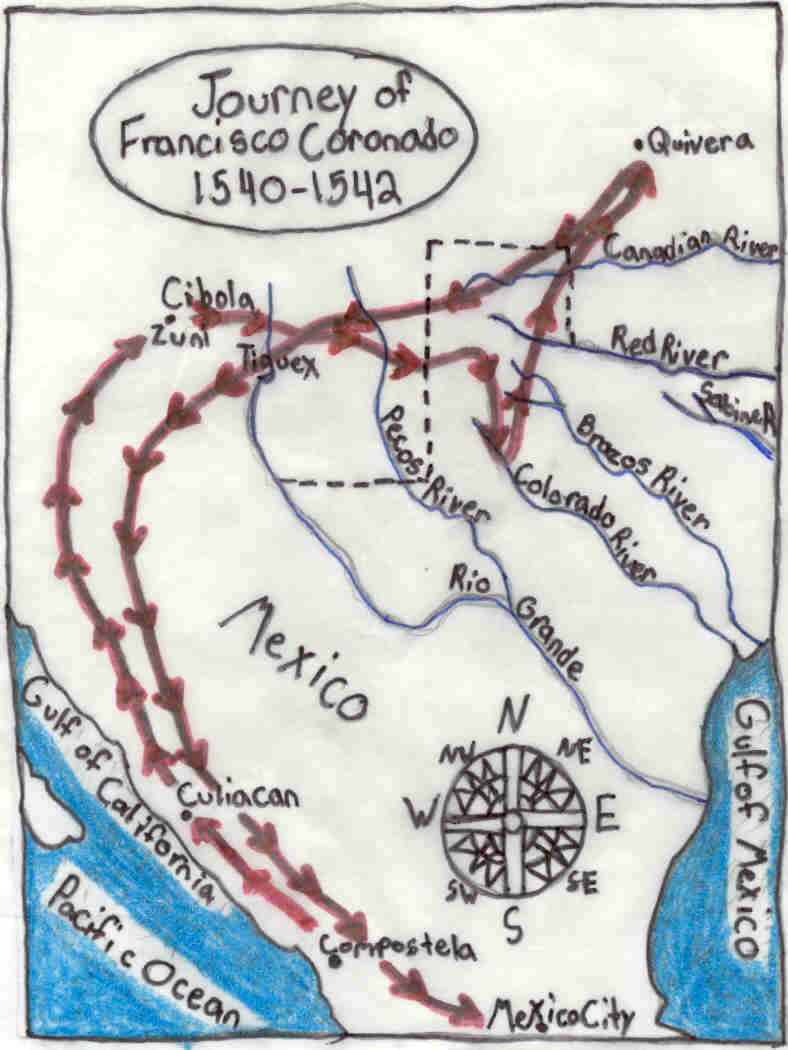 Journey of
Francisco Coronado
1540-1542
Quivera
Canadian River
Cibola
Zuni
Tiguex
Red River
Sabine R
Pecos River
Brazos River
Colorado River
Rio Grande
Mexico
Gulf of California
Culiacan
N
NW
NE
W
E
SW
SE
S
Gulf of Mexico
Pacific Ocean
Compostela
Mexico City